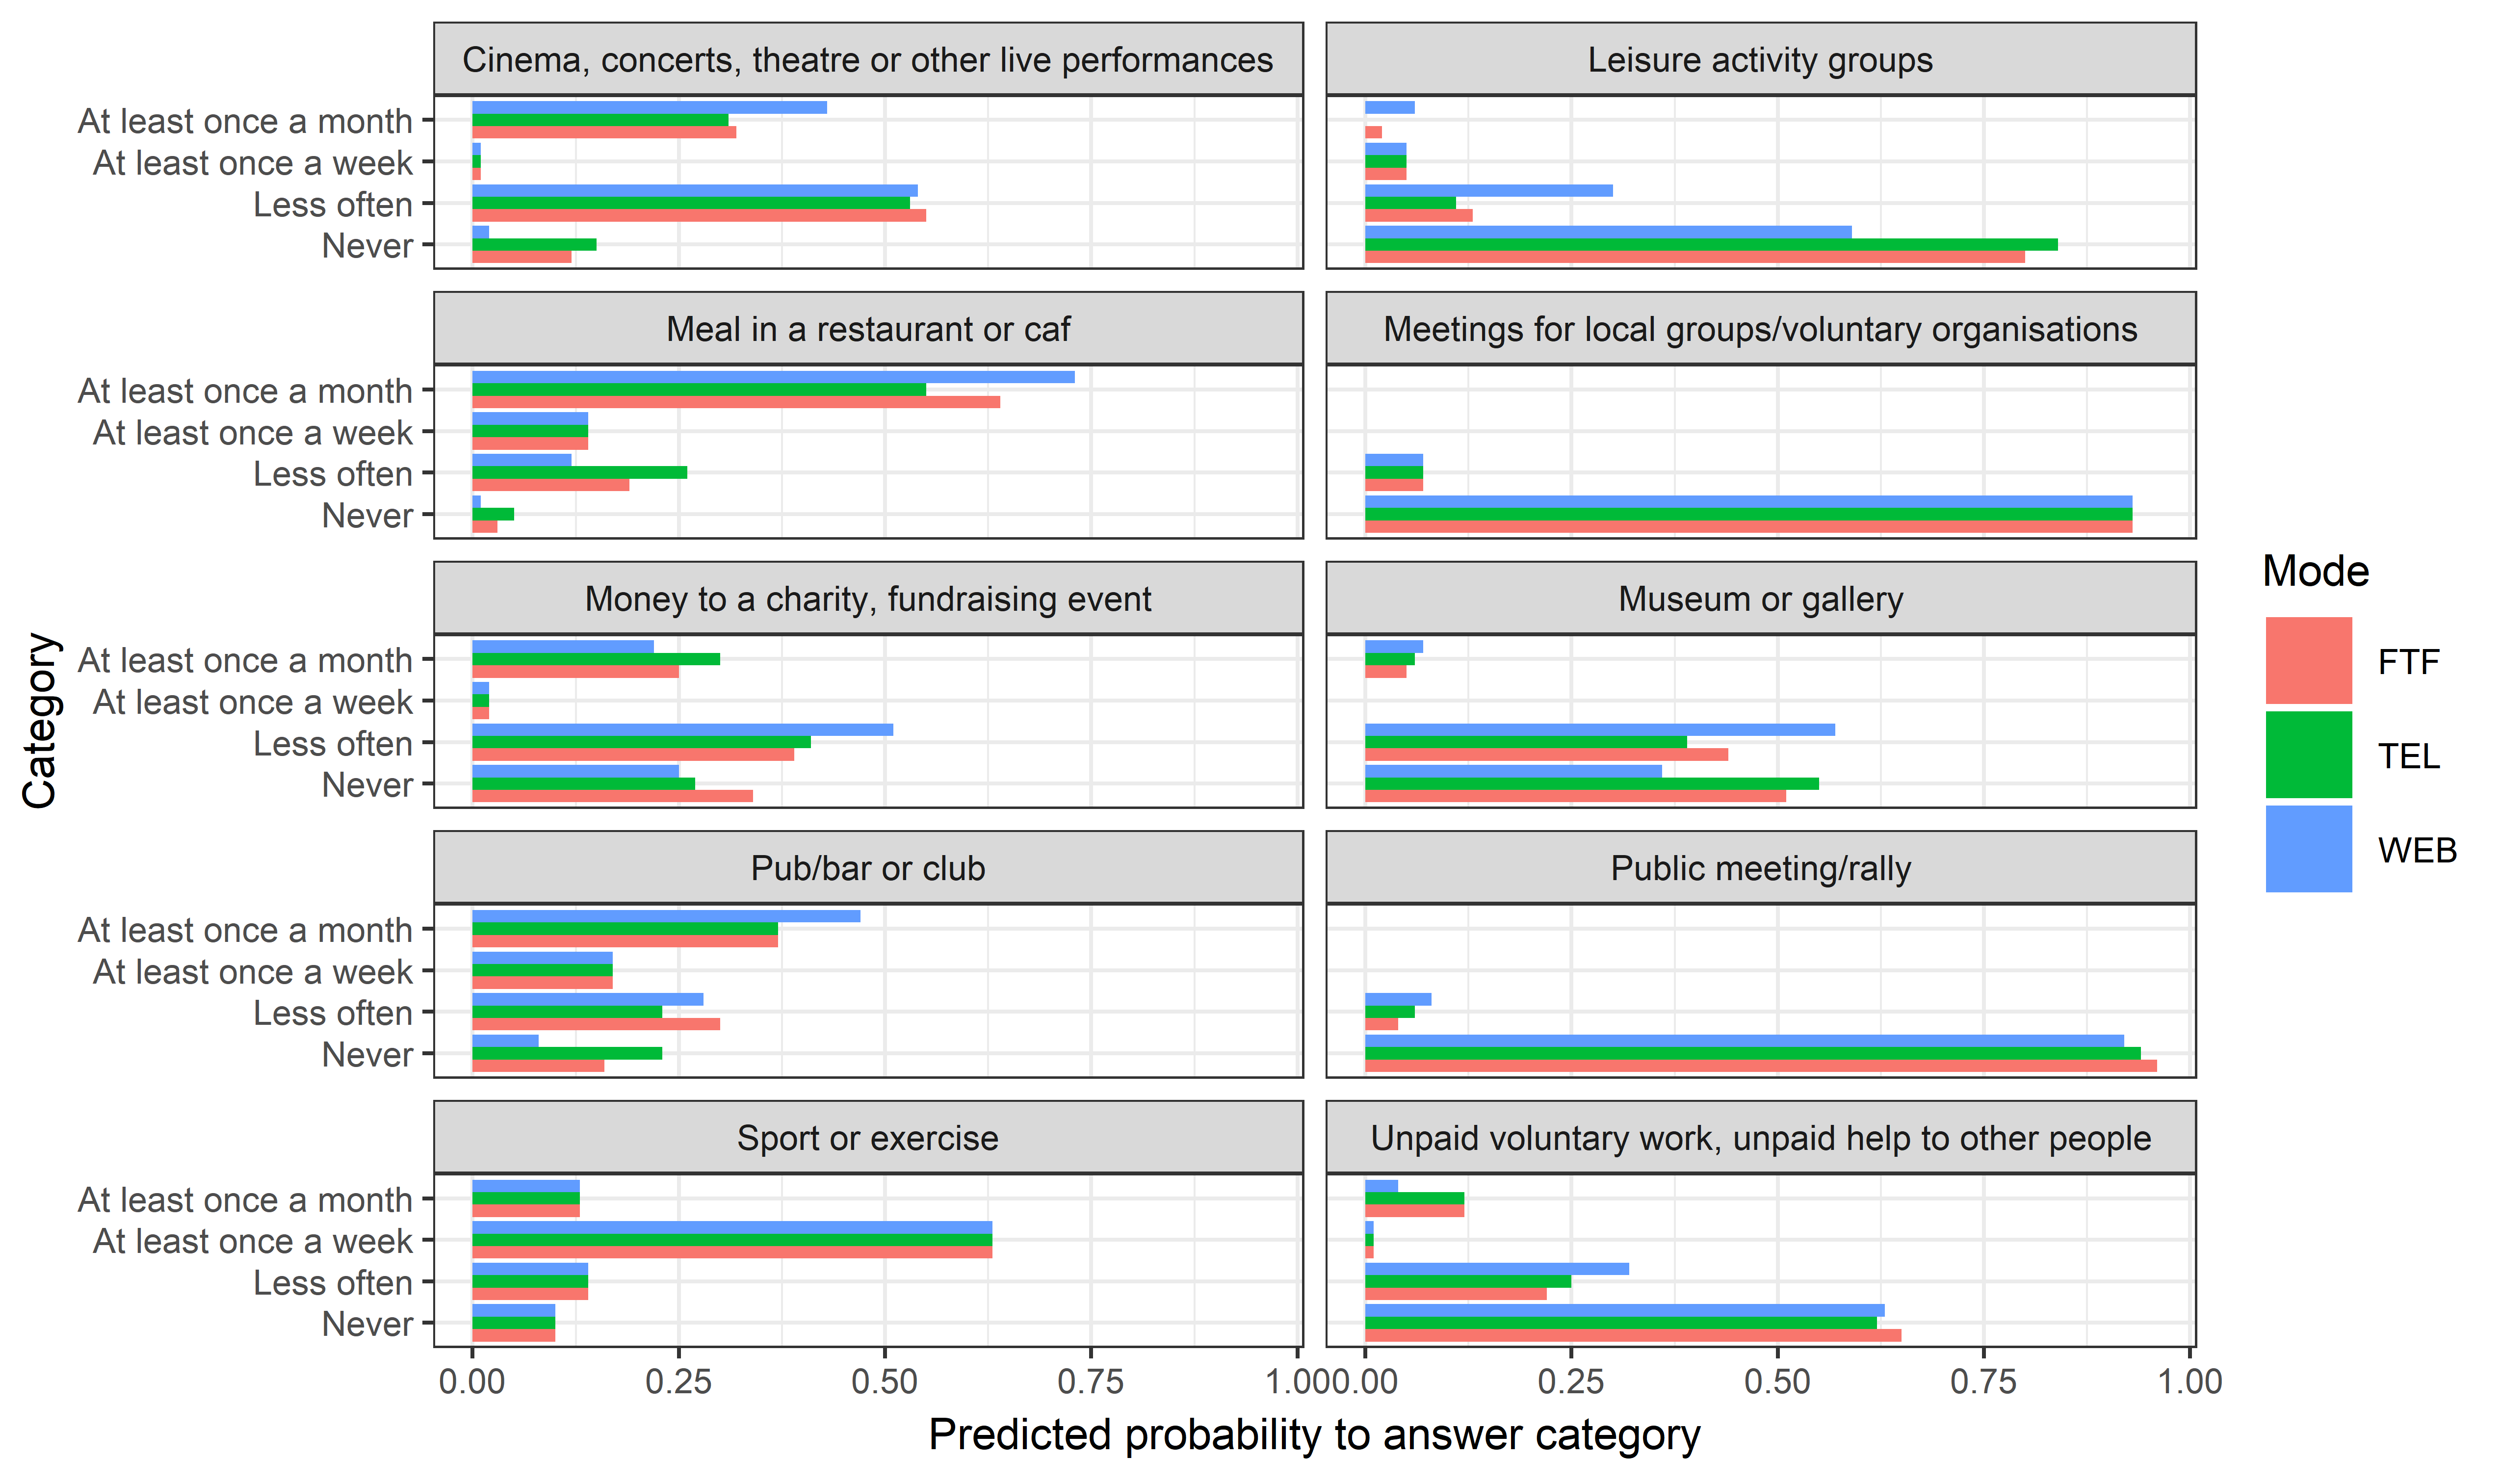 Cinema, concerts, theatre or other live performances
Leisure activity groups
At least once a month
At least once a week
Less often
Never
Meal in a restaurant or caf
Meetings for local groups/voluntary organisations
At least once a month
At least once a week
Less often
Never
Money to a charity, fundraising event
Museum or gallery
At least once a month
At least once a week
Less often
Never
Pub/bar or club
Public meeting/rally
At least once a month
At least once a week
Less often
Never
Sport or exercise
Unpaid voluntary work, unpaid help to other people
At least once a month
At least once a week
Less often
Never
0.00 0.25 0.50 0.75 1.00 0.00 0.25 0.50 0.75 1.00
Predicted probability to answer category
Category
Mode
FTF
TEL
WEB